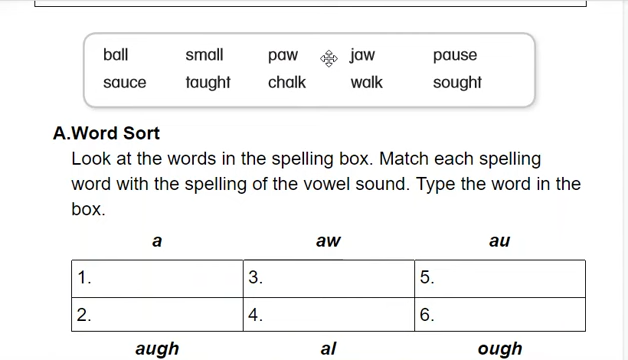 ball small paw jaw pause
sauce taught chalk walk sought
A.Word Sort
Look at the words in the spelling box. Match each spelling
word with the spelling of the vowel sound. Type the word in the
box.
a aw au
1. 3. 5.
2. 4. 6.
augh al ough